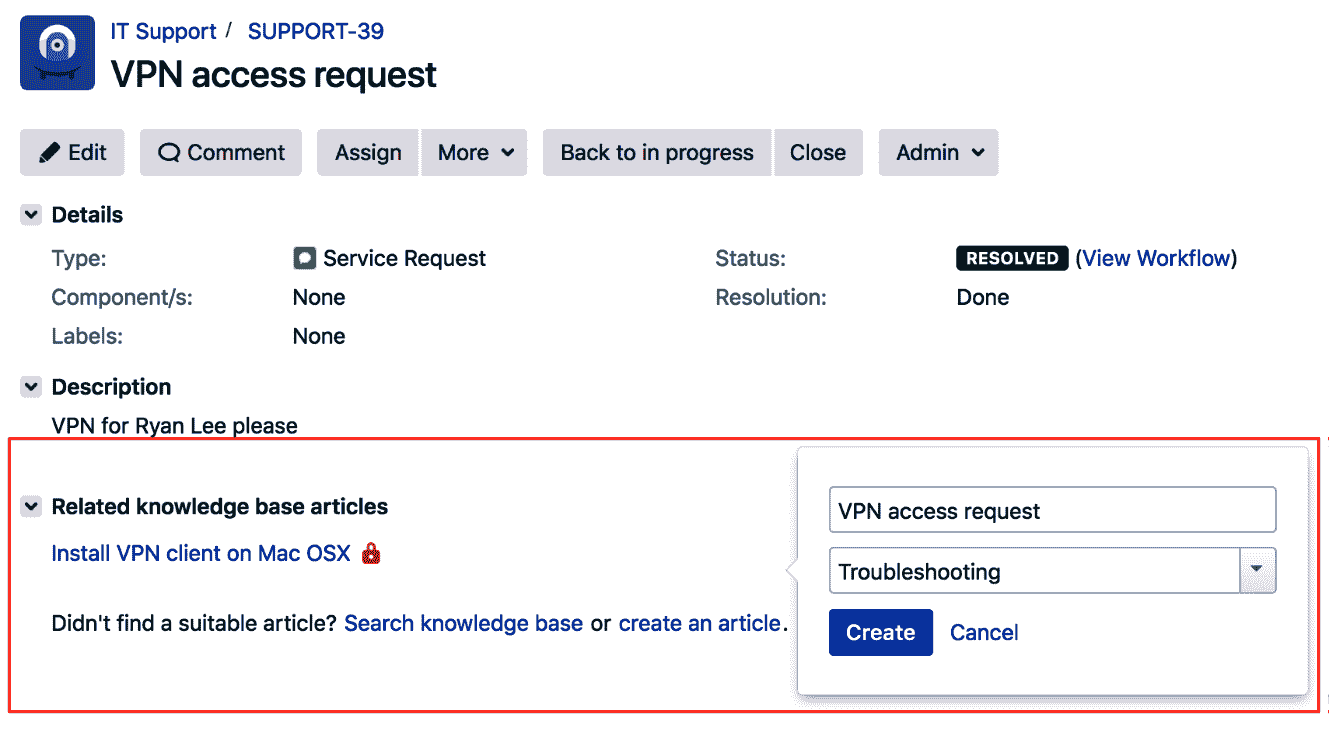 IT Support / SUPPORT-39
VPN access request
Edit Comment Assign More Back to in progress Close Admin
Details
Type: Service Request Status: RESOLVED (View Workflow)
Component/s: None Resolution: Done
Labels: None
Description
VPN for Ryan Lee please
Related knowledge base articles
Install VPN client on Mac OSX
Didn't find a suitable article? Search knowledge base or create an article.
VPN access request
Troubleshooting
Create Cancel